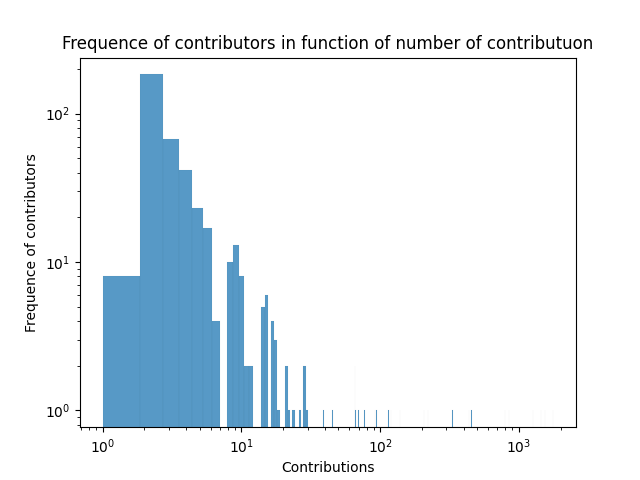 Frequence of contributors in function of number of contributuon
Frequence of contributors
10²
10¹
10⁰
10⁰ 10¹ 10² 10³
Contributions